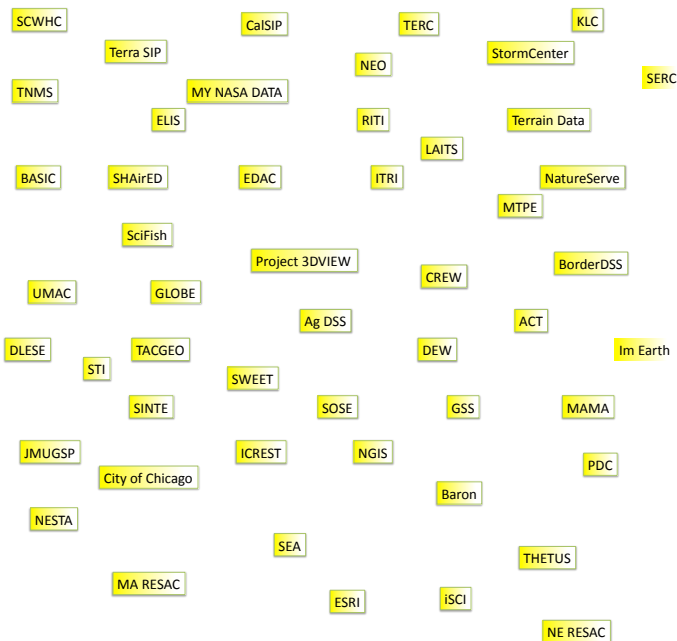 SCWHC
CalSIP
TERC
KLC
Terra SIP
StormCenter
NEO
SERC
TNMS
MY NASA DATA
ELIS
RITI
Terrain Data
LAITS
BASIC
SHAirED
EDAC
ITRI
NatureServe
MTPE
SciFish
Project 3DVIEW
BorderDSS
CREW
UMAC
GLOBE
Ag DSS
ACT
DLESE
TACGEO
DEW
Im Earth
STI
SWEET
SINTE
SOSE
GSS
MAMA
JMUGSP
ICREST
NGIS
PDC
City of Chicago
Baron
NESTA
SEA
THETUS
MA RESAC
ESRI
iSCI
NE RESAC